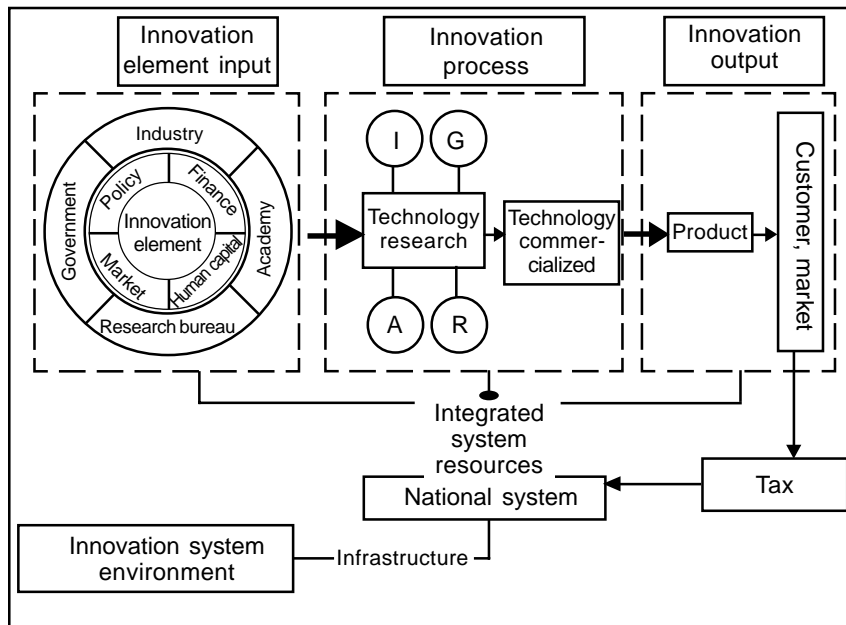 Innovation
element input
Innovation
process
Innovation
output
Industry
Government
Academy
Research bureau
Policy
Finance
Market
Human capital
Innovation
element
I
G
Technology
research
A
R
Technology
commer-
cialized
Product
Customer, market
Integrated
system
resources
National system
Tax
Innovation system
environment
Infrastructure